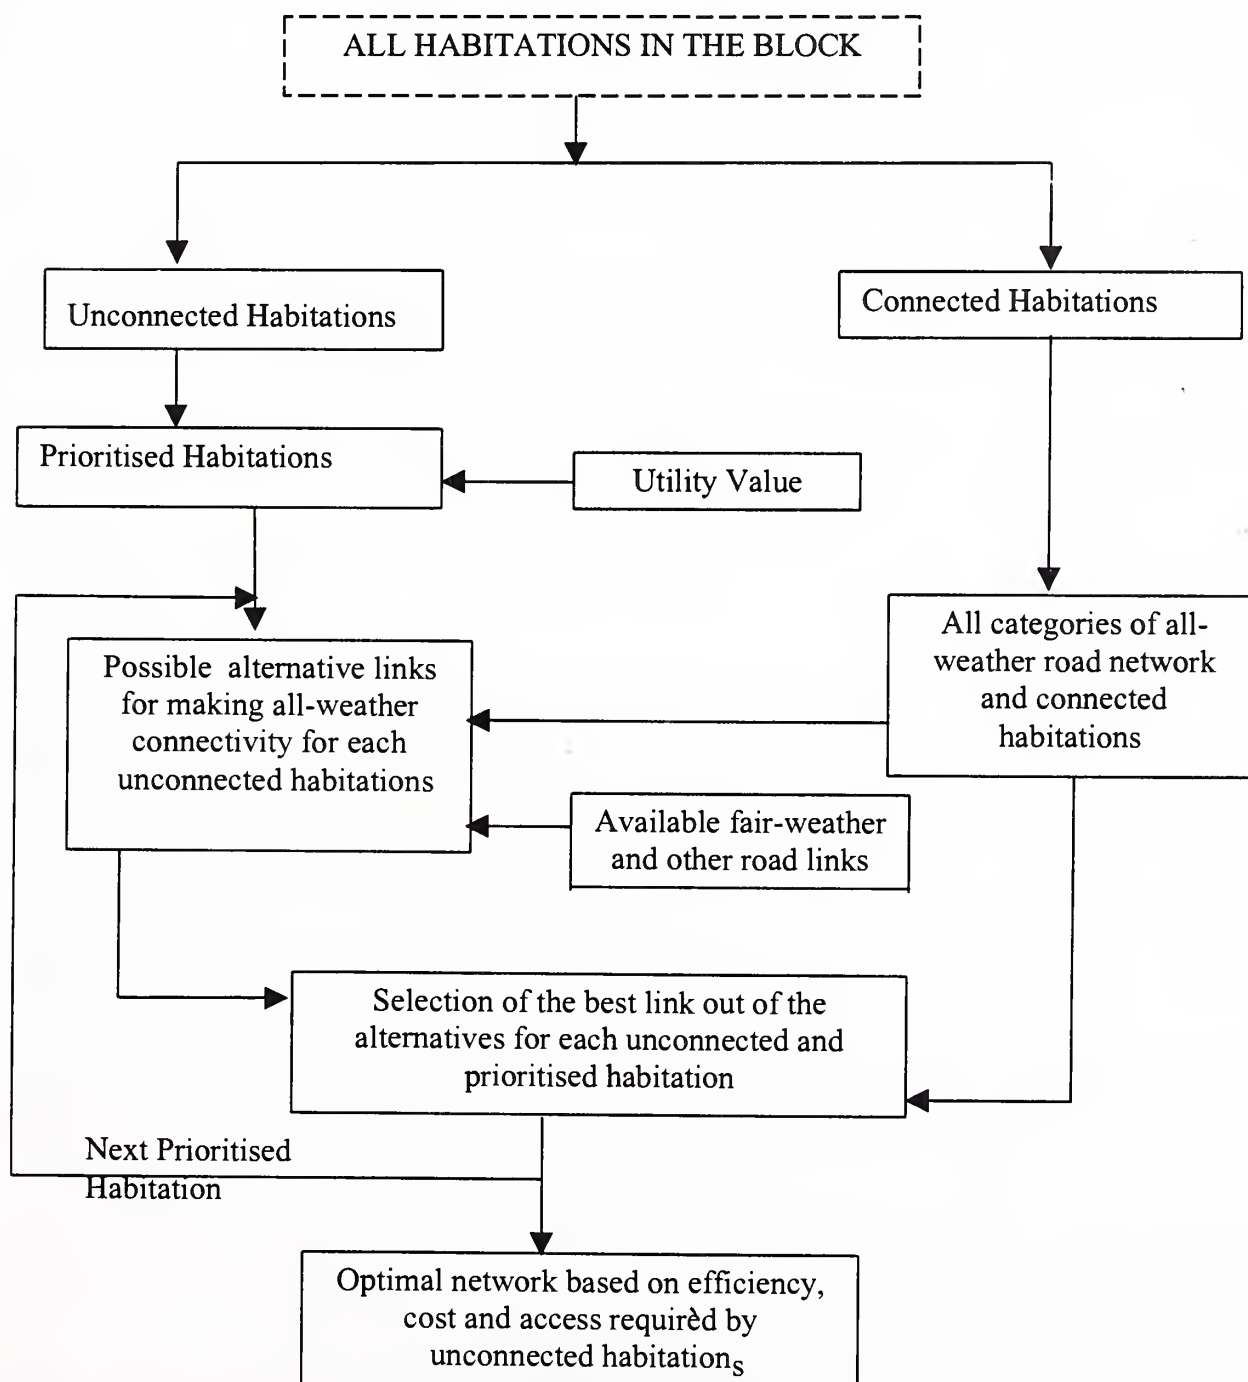 ALL HABITATIONS IN THE BLOCK
Unconnected Habitations
Connected Habitations
Prioritised Habitations
Utility Value
Possible alternative links
for making all-weather
connectivity for each
unconnected habitations
All categories of all-
weather road network
and connected
habitations
Available fair-weather
and other road links
Selection of the best link out of the
alternatives for each unconnected and
prioritised habitation
Next Prioritised
Habitation
Optimal network based on efficiency,
cost and access required by
unconnected habitations